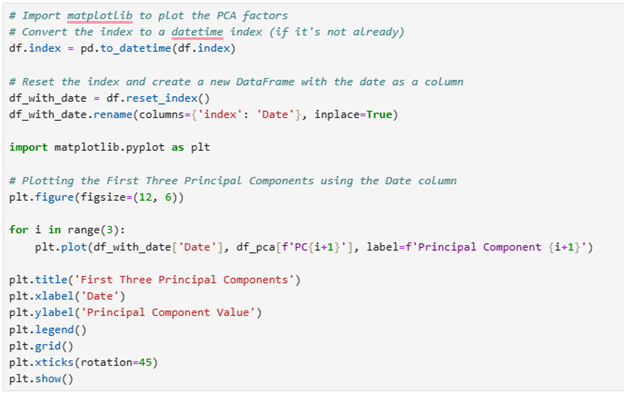 # Import matplotlib to plot the PCA factors
# Convert the index to a datetime index (if it's not already)
df.index = pd.to_datetime(df.index)

# Reset the index and create a new DataFrame with the date as a column
df_with_date = df.reset_index()
df_with_date.rename(columns={'index': 'Date'}, inplace=True)

import matplotlib.pyplot as plt

# Plotting the First Three Principal Components using the Date column
plt.figure(figsize=(12, 6))

for i in range(3):
    plt.plot(df_with_date['Date'], df_pca[f'PC{i+1}'], label=f'Principal Component {i+1}')

plt.title('First Three Principal Components')
plt.xlabel('Date')
plt.ylabel('Principal Component Value')
plt.legend()
plt.grid()
plt.xticks(rotation=45)
plt.show()